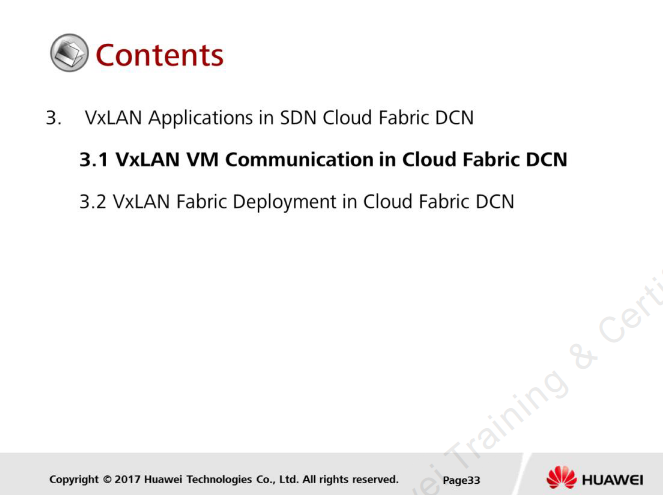 Contents
3. VxLAN Applications in SDN Cloud Fabric DCN
3.1 VxLAN VM Communication in Cloud Fabric DCN
3.2 VxLAN Fabric Deployment in Cloud Fabric DCN
Training &
Copyright © 2017 Huawei Technologies Co., Ltd. All rights reserved. Page33
HUAWEI